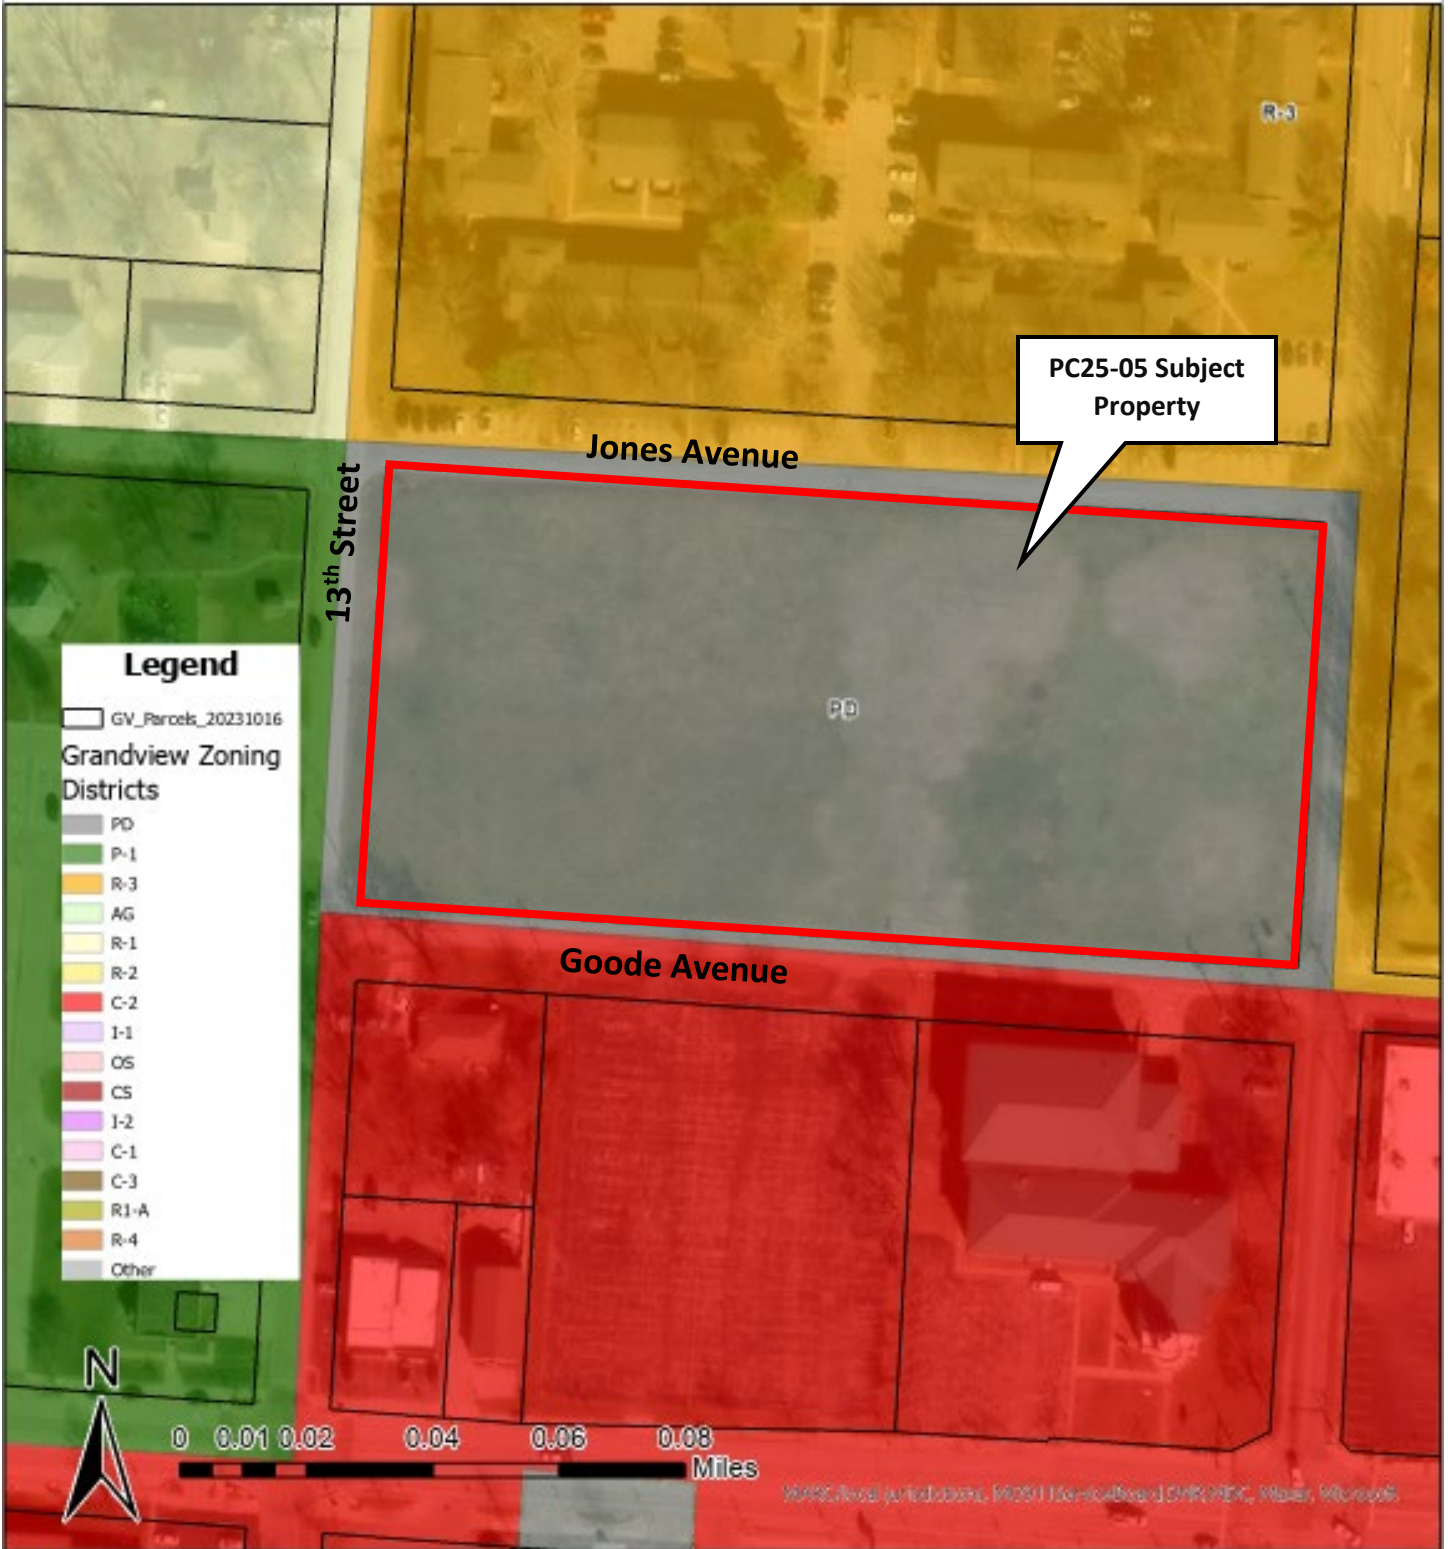 R-3
PC25-05 Subject
Property
Jones Avenue
13th Street
PD
Legend
GV_Parcels_20231016
Grandview Zoning
Districts
PD
P-1
R-3
AG
R-1
R-2
C-2
I-1
OS
CS
I-2
C-1
C-3
R1-A
R-4
Other
Goode Avenue
N
0 0.01 0.02 0.04 0.06 0.08
Miles
Microsoft